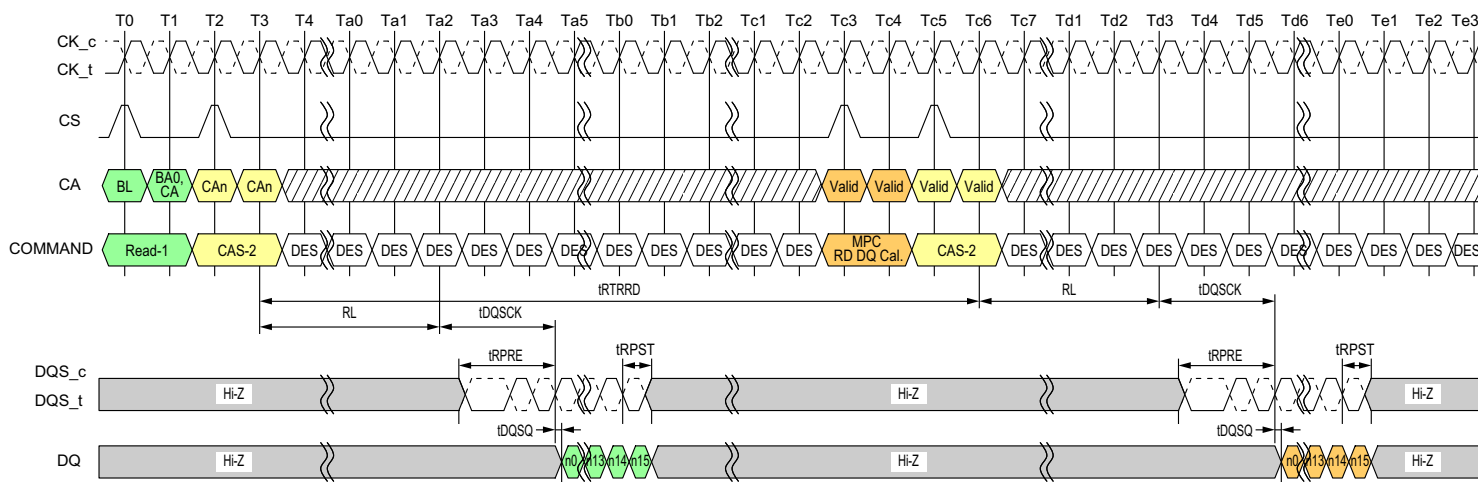 T0 T1 T2 T3 T4 Ta0 Ta1 Ta2 Ta3 Ta4 Ta5 Tb0 Tb1 Tb2 Tc1 Tc2 Tc3 Tc4 Tc5 Tc6 Tc7 Td1 Td2 Td3 Td4 Td5 Td6 Te0 Te1 Te2 Te3
CK_c
CK_t
CS
CA BL BA0, CA CAn CAn Valid Valid Valid Valid
COMMAND Read-1 CAS-2 DES DES DES DES DES DES DES DES DES DES DES DES MPC RD DQ Cal. CAS-2 DES DES DES DES DES DES DES DES DES DES DES
tRTRRD RL tDQSCK
RL tDQSCK
tRPRE tRPST tRPRE tRPST
DQS_c
DQS_t
Hi-Z Hi-Z Hi-Z
tDQSQ tDQSQ
DQ Hi-Z n0 n13 n14 n15 Hi-Z n0 n13 n14 n15 Hi-Z